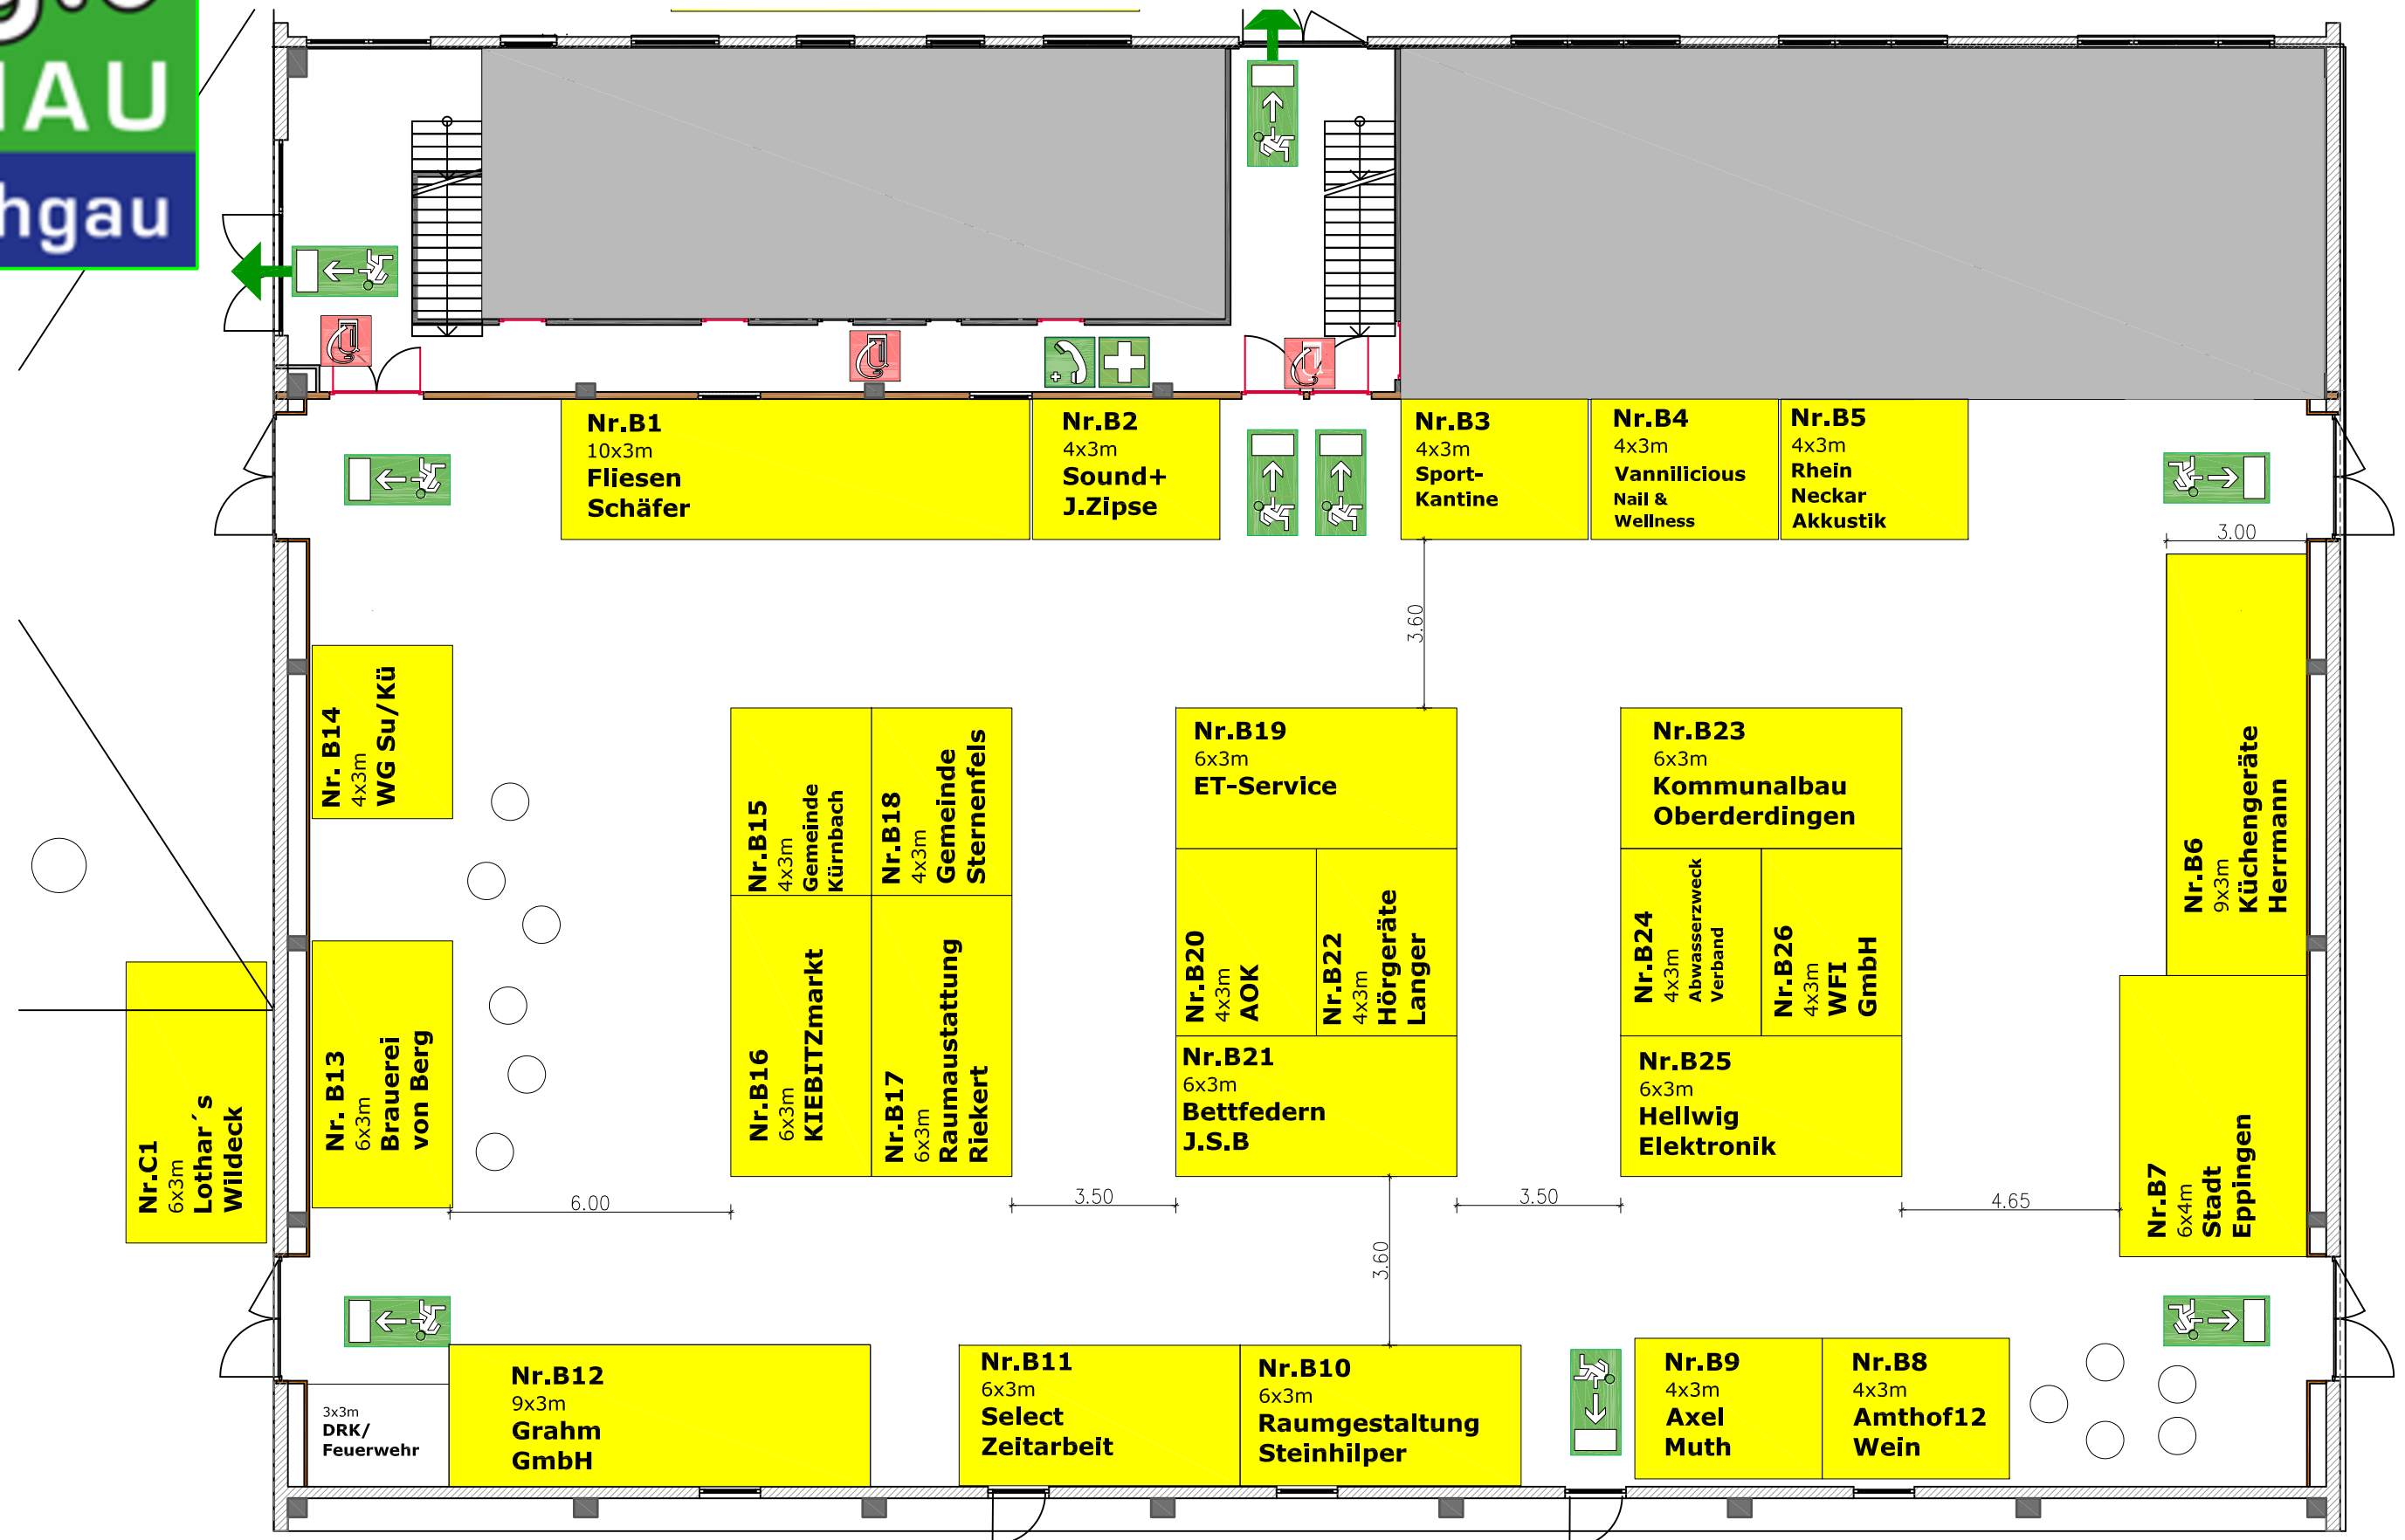 HAU
hgau
Nr.B1
10x3m
Fliesen
Schäfer
Nr.B2
4x3m
Sound+
J.Zipse
Nr.B3
4x3m
Sport-
Kantine
Nr.B4
4x3m
Vannilicious
Nail &
Wellness
Nr.B5
4x3m
Rhein
Neckar
Akkustik
3.00
3.60
Nr. B14
4x3m
WG Su/Kü
Nr.B15
4x3m
Gemeinde
Kürnbach
Nr.B18
4x3m
Gemeinde
Sternenfels
Nr.B19
6x3m
ET-Service
Nr.B23
6x3m
Kommunalbau
Oberderdingen
Nr.B6
9x3m
Küchengeräte
Herrmann
Nr.B20
4x3m
AOK
Nr.B22
4x3m
Hörgeräte
Langer
Nr.B24
4x3m
Abwasserzweck
Verband
Nr.B26
4x3m
WFI
GmbH
Nr.C1
6x3m
Lothar´s
Wildeck
Nr. B13
6x3m
Brauerei
von Berg
Nr.B16
6x3m
KIEBITZmarkt
Nr.B17
6x3m
Raumaustattung
Riekert
Nr.B21
6x3m
Bettfedern
J.S.B
Nr.B25
6x3m
Hellwig
Elektronik
Nr.B7
6x4m
Stadt
Eppingen
6.00
3.50
3.50
4.65
3.60
3x3m
DRK/
Feuerwehr
Nr.B12
9x3m
Grahm
GmbH
Nr.B11
6x3m
Select
Zeitarbeit
Nr.B10
6x3m
Raumgestaltung
Steinhilper
Nr.B9
4x3m
Axel
Muth
Nr.B8
4x3m
Amthof12
Wein